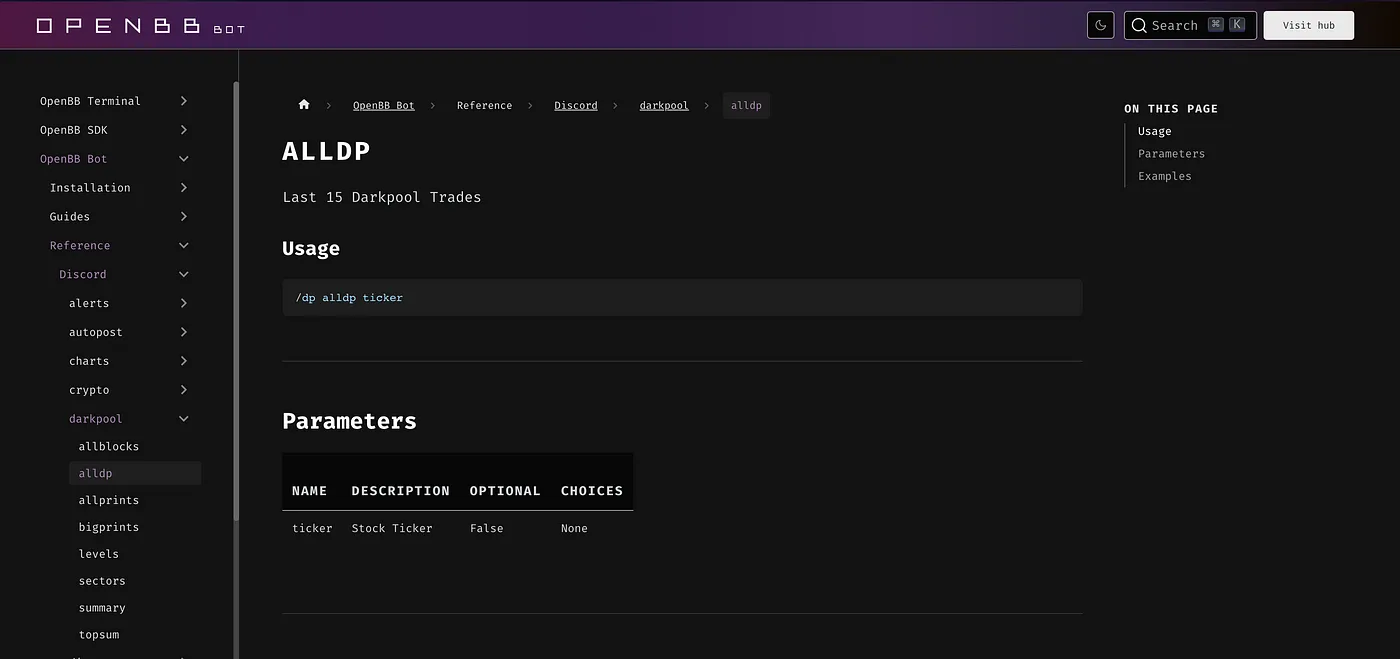 OPENBB BOT
Search ⌘ K
Visit hub
OpenBB Terminal
OpenBB SDK
OpenBB Bot
Installation
Guides
Reference
Discord
alerts
autopost
charts
crypto
darkpool
allblocks
alldp
allprints
bigprints
levels
sectors
summary
topsum
OpenBB Bot > Reference > Discord > darkpool > alldp
ALLDP
Last 15 Darkpool Trades
Usage
/dp alldp ticker
Parameters
NAME DESCRIPTION OPTIONAL CHOICES
ticker Stock Ticker False None
ON THIS PAGE
Usage
Parameters
Examples